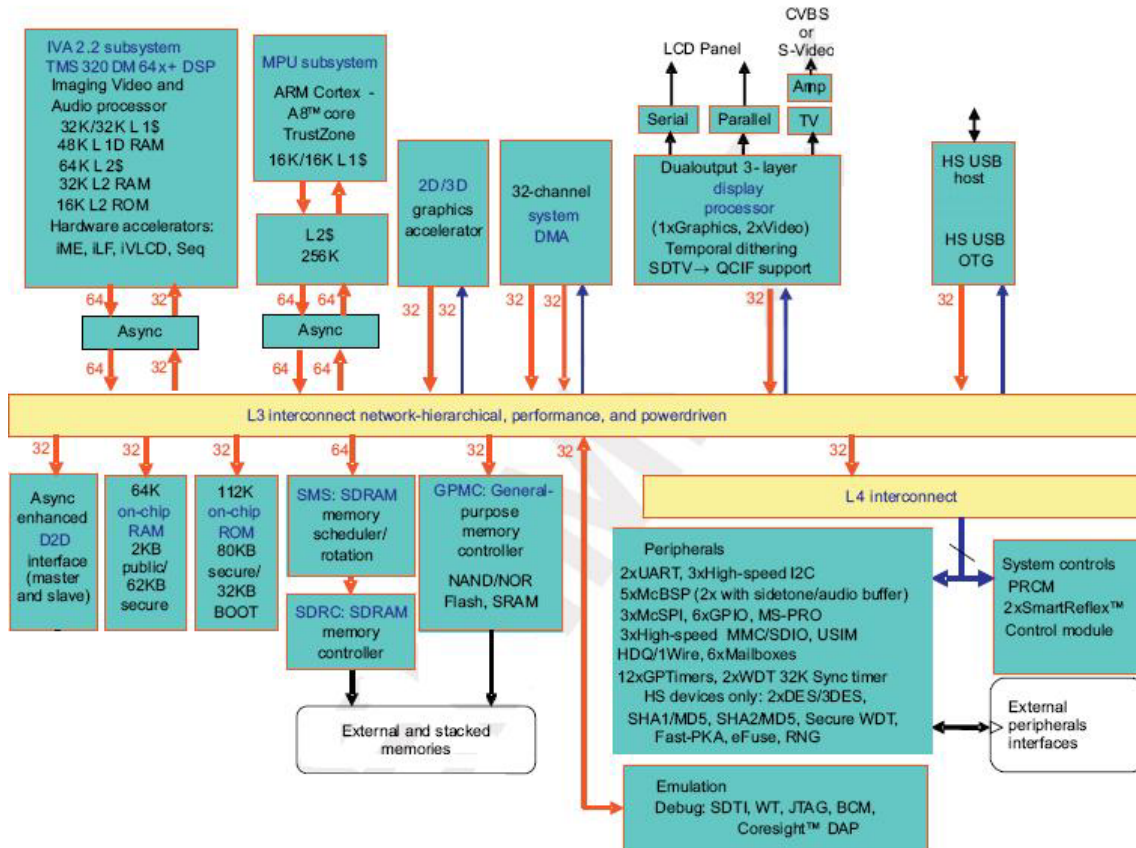 IVA 2.2 subsystem
TMS 320 DM 64x+ DSP
Imaging Video and
Audio processor
32K/32K L 1$
48K L 1D RAM
64K L 2$
32K L2 RAM
16K L2 ROM
Hardware accelerators:
iME, iLF, iVLCD, Seq
64
32
Async
64
32
MPU subsystem
ARM Cortex -
A8™ core
TrustZone
16K/16K L 1$
64
64
L2$
256K
64
64
Async
64
64
2D/3D
graphics
accelerator
32
32-channel
system
DMA
32
32
LCD Panel
CVBS
or
S-Video
Amp
Serial
Parallel
TV
Dualoutput 3- layer
display
processor
(1xGraphics, 2xVideo)
Temporal dithering
SDTV→ QCIF support
32
HS USB
host
HS USB
OTG
32
L3 interconnect network-hierarchical, performance, and powerdriven
32
32
32
64
32
32
32
Async
enhanced
D2D
interface
(master
and slave)
64K
on-chip
RAM
2KB
public/
62KB
secure
112K
on-chip
ROM
80KB
secure/
32KB
BOOT
SMS: SDRAM
memory
scheduler/
rotation
SDRC: SDRAM
memory
controller
GPMC: General-
purpose
memory
controller
NAND/NOR
Flash, SRAM
External and stacked
memories
L4 interconnect
Peripherals
2xUART, 3xHigh-speed I2C
5xMcBSP (2x with sidetone/audio buffer)
3xMcSPI, 6xGPIO, MS-PRO
3xHigh-speed MMC/SDIO, USIM
HDQ/1Wire, 6xMailboxes
12xGPTimers, 2xWDT 32K Sync timer
HS devices only: 2xDES/3DES,
SHA1/MD5, SHA2/MD5, Secure WDT,
Fast-PKA, eFuse, RNG
System controls
PRCM
2xSmartReflex™
Control module
External
peripherals
interfaces
Emulation
Debug: SDTI, WT, JTAG, BCM,
Coresight™ DAP